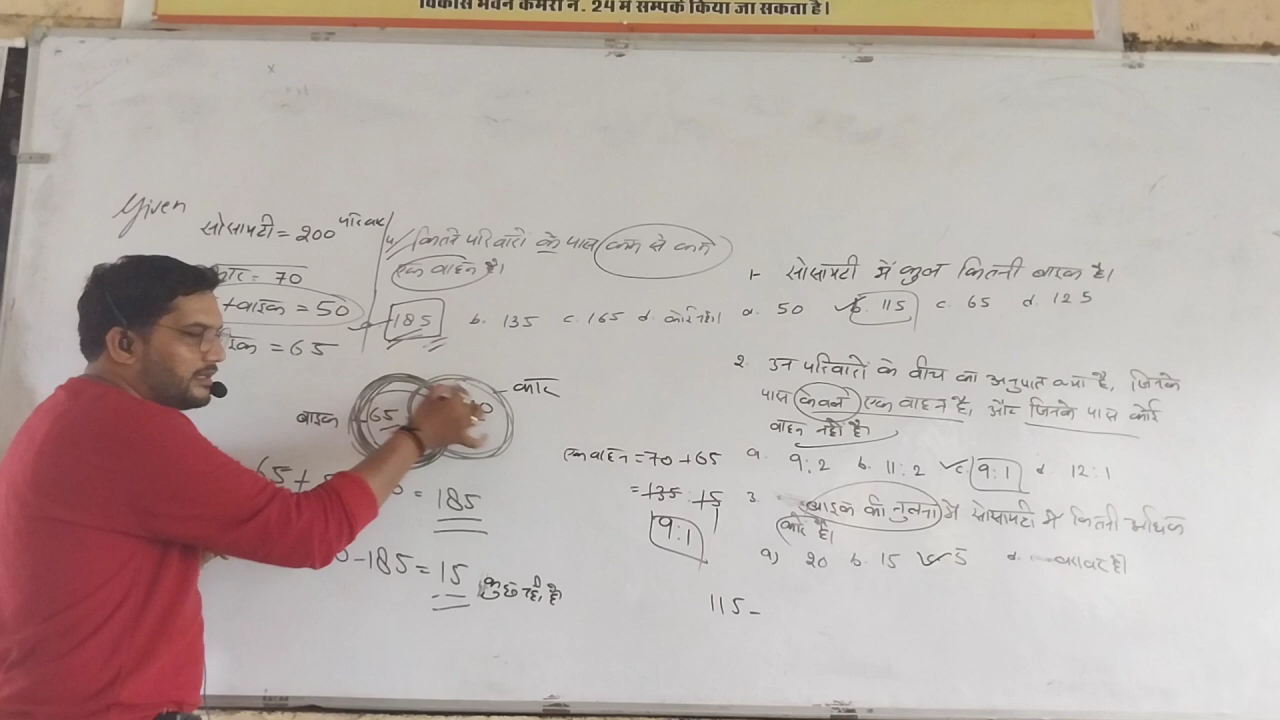 विकास भवन कमरा न. 24 में सम्पर्क किया जा सकता है।
Given
सोसायटी = 200 परिवार
कार = 70
+बाइक = 50
= 65
4/ कितने परिवारों के पास कम से कम
एक वाहन है।
185 b. 135 c. 165 d. कोई नहीं।
कार
बाइक 65
65 +
= 185
-185 = 15 कुछ नहीं है।
1- सोसायटी में कुल कितनी बाइक है।
a. 50 b. 115 c. 65 d. 125
2. उन परिवारों के बीच का अनुपात क्या है, जिनके
पास केवल एक वाहन है, और जिनके पास कोई
वाहन नहीं है।
a. 9:2 b. 11:2 c. 9:1 d. 12:1
एक वाहन = 70 + 65
= 135 : 15
9:1
3. बाइक की तुलना में सोसायटी में कितनी अधिक
कारें हैं।
a) 20 b. 15 c. 5 d. बराबर है।
115 -